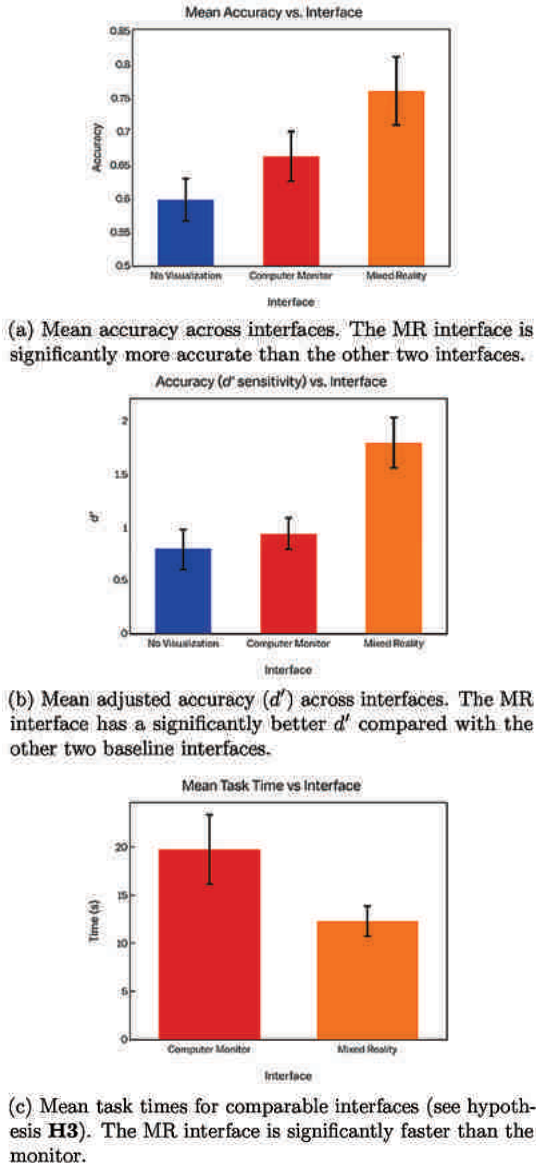 Mean Accuracy vs. Interface
0.85
0.8
0.75
0.7
0.65
0.6
0.55
0.5
Accuracy
No Visualization Computer Monitor Mixed Reality
Interface
(a) Mean accuracy across interfaces. The MR interface is
significantly more accurate than the other two interfaces.
Accuracy (d' sensitivity) vs. Interface
2
1.5
1
0.5
0
d'
No Visualization Computer Monitor Mixed Reality
Interface
(b) Mean adjusted accuracy (d′) across interfaces. The MR
interface has a significantly better d′ compared with the
other two baseline interfaces.
Mean Task Time vs Interface
20
15
10
5
0
Time (s)
Computer Monitor Mixed Reality
Interface
(c) Mean task times for comparable interfaces (see hypoth-
esis H3). The MR interface is significantly faster than the
monitor.